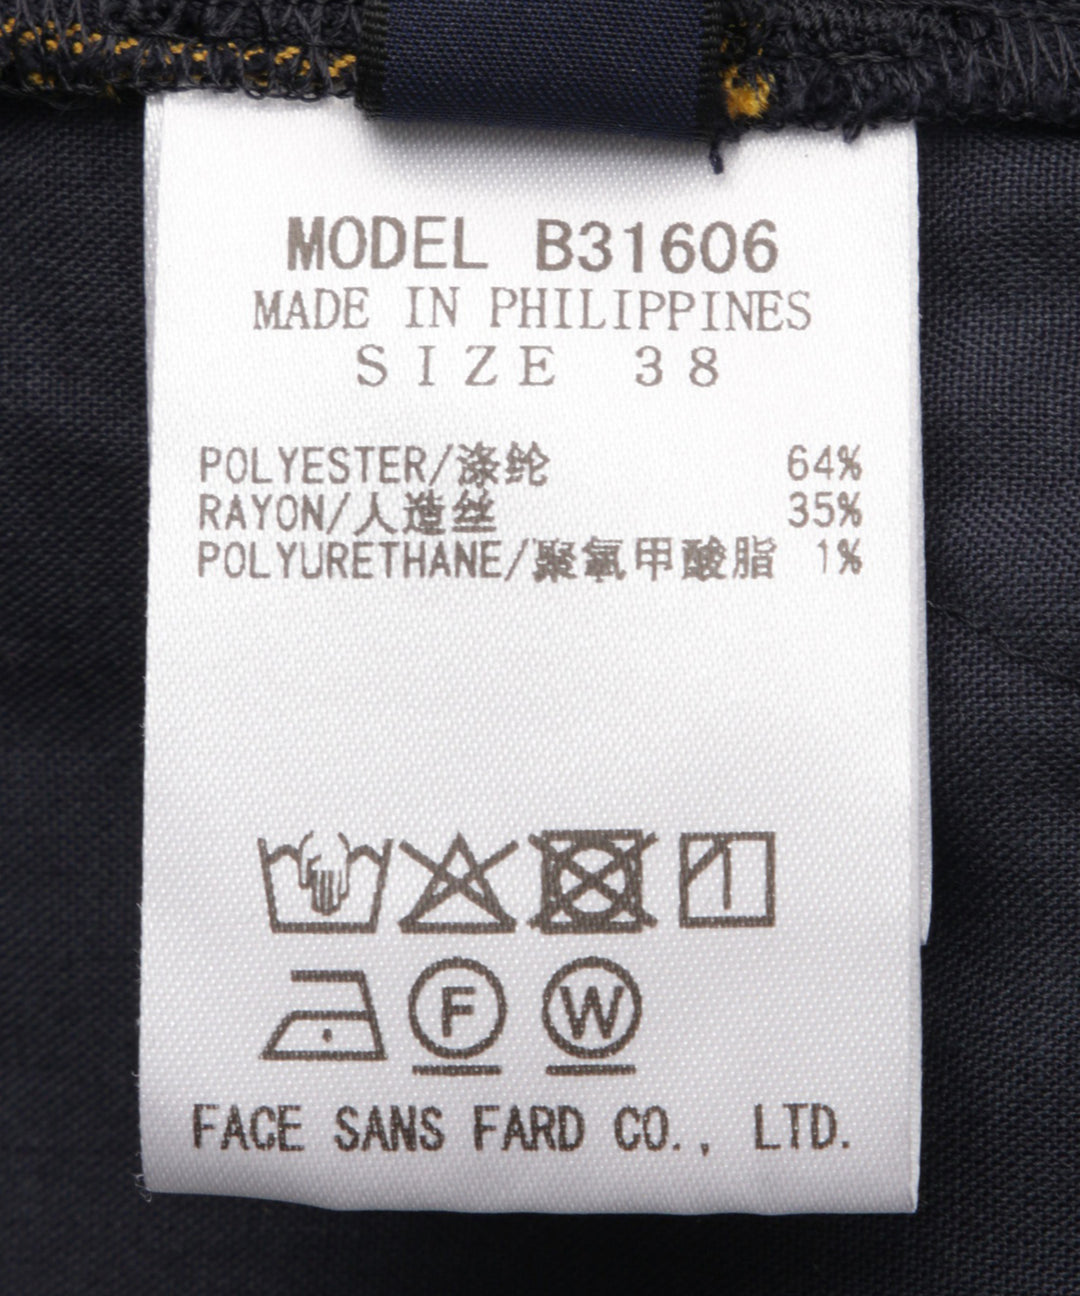 MODEL B31606
MADE IN PHILIPPINES
SIZE 38
POLYESTER/涤纶 64%
RAYON/人造丝 35%
POLYURETHANE/聚氨甲酸脂 1%
F W
FACE SANS FARD CO., LTD.